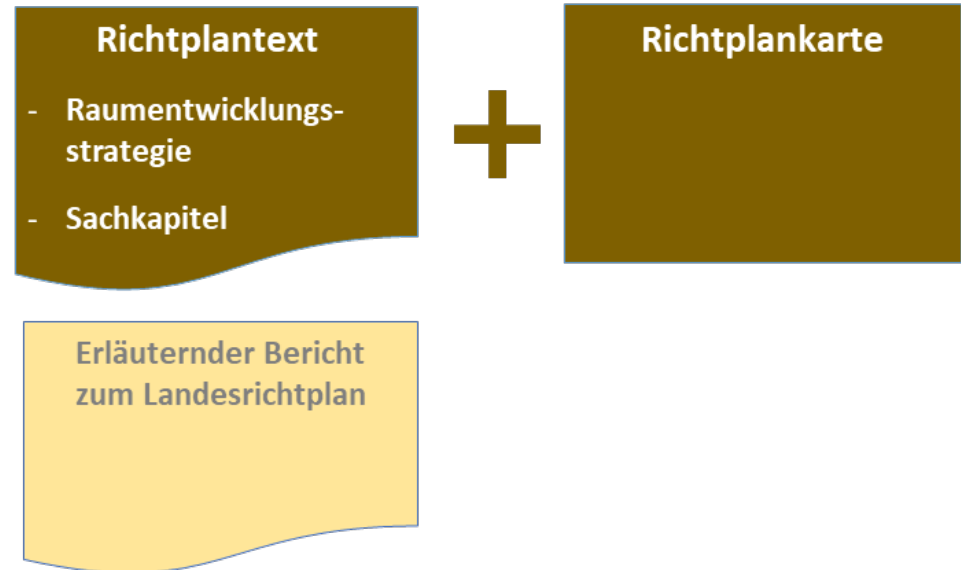 Richtplantext
- Raumentwicklungs-
strategie
- Sachkapitel
Richtplankarte
Erläuternder Bericht
zum Landesrichtplan